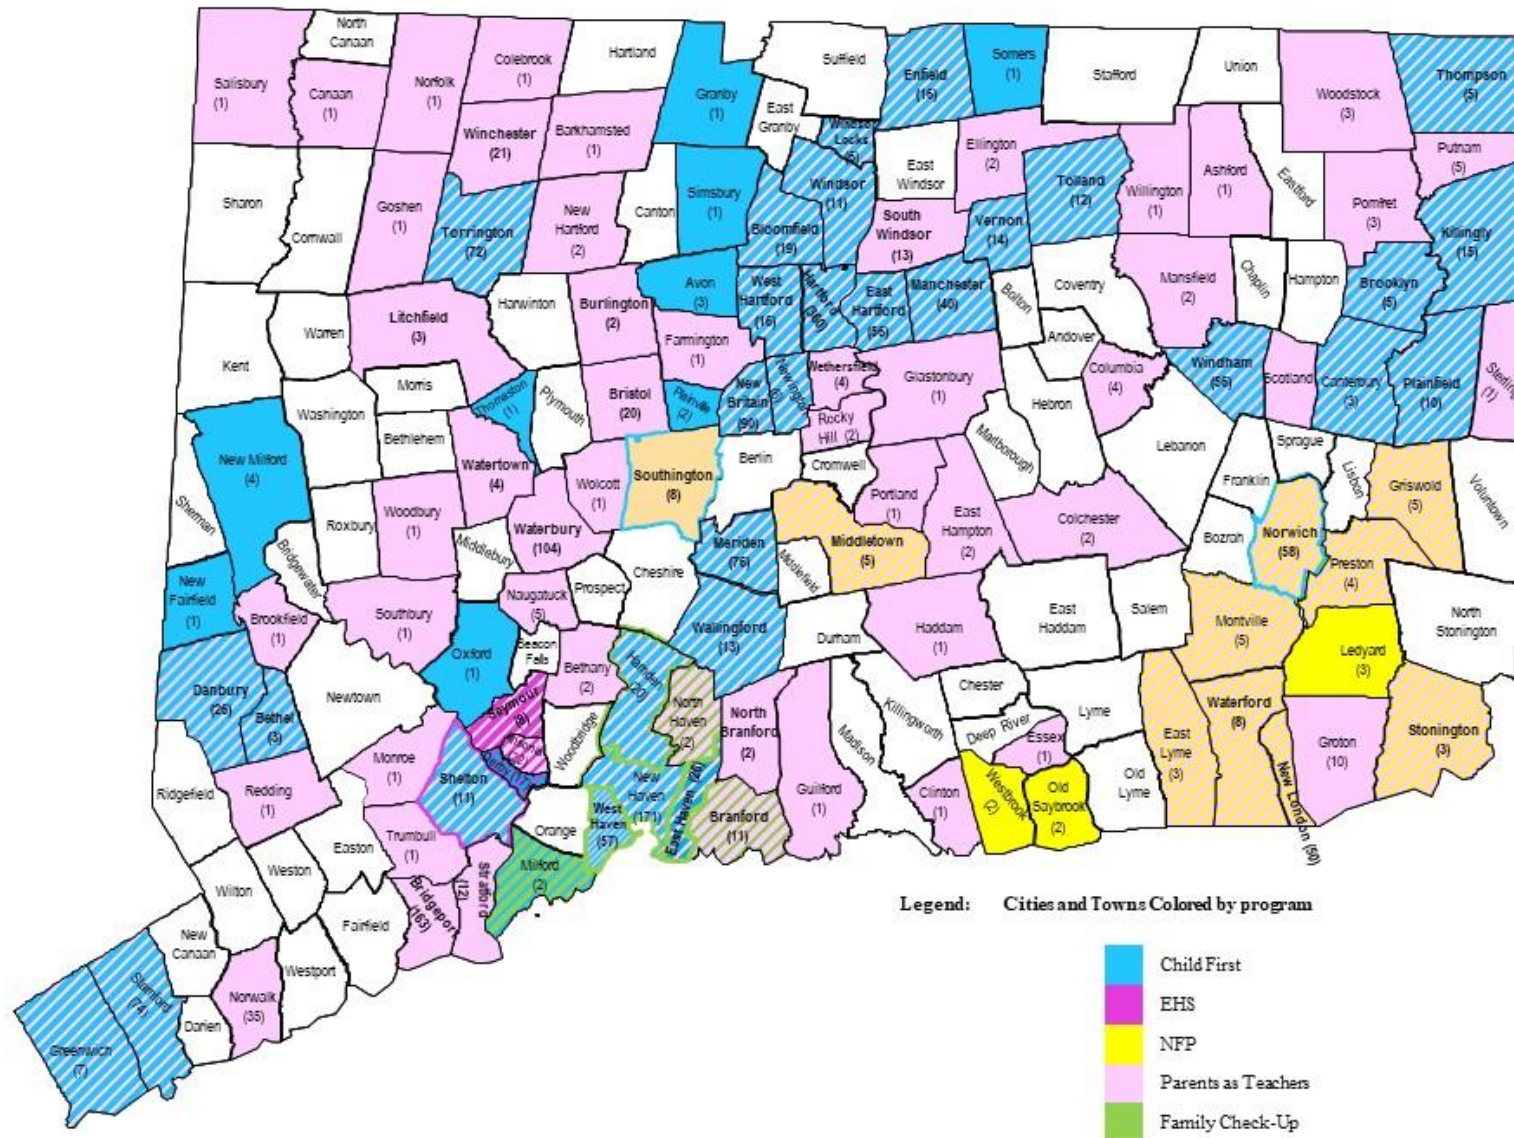 North
Canaan
Hartland
Suffield
Enfield
(16)
Somers
(1)
Stafford
Union
Woodstock
(3)
Thompson
(5)
Salisbury
(1)
Canaan
(1)
Norfolk
(1)
Colebrook
(1)
Winchester
(21)
Barkhamsted
(1)
Granby
(1)
East
Granby
Locks
East
Windsor
Ellington
(2)
Tolland
(12)
Willington
(1)
Ashford
(1)
Eastford
Putnam
(5)
Pomfret
(3)
Killingly
(15)
Sharon
Cornwall
Goshen
(1)
Torrington
(72)
New
Hartford
(2)
Canton
Simsbury
(1)
Bloomfield
(19)
Windsor
(11)
South
Windsor
(13)
Vernon
(14)
Mansfield
(2)
Chaplin
Hampton
Brooklyn
(5)
Kent
Warren
Litchfield
(3)
Harwinton
Burlington
(2)
Avon
(3)
Farmington
(1)
West
Hartford
(16)
Hartford
(360)
East
Hartford
(56)
Manchester
(40)
Bolton
Coventry
Andover
Columbia
(4)
Windham
(56)
Scotland
Canterbury
(3)
Plainfield
(10)
(1)
Washington
Morris
Bethlehem
Thomaston
(1)
Plymouth
Bristol
(20)
Plainville
(2)
New
Britain
(90)
Newington
Wethersfield
(4)
Rocky
Hill (2)
Glastonbury
(1)
Hebron
Marlborough
Lebanon
Franklin
Sprague
Lisbon
Griswold
(5)
Voluntown
New Milford
(4)
Sherman
Roxbury
Woodbury
(1)
Watertown
(4)
Wolcott
(1)
Southington
(8)
Berlin
Cromwell
Portland
(1)
East
Hampton
(2)
Colchester
(2)
Bozrah
Norwich
(58)
Preston
(4)
Bridgewater
Middlebury
Waterbury
(104)
Cheshire
Meriden
(76)
Middlefield
Middletown
(5)
New
Fairfield
(1)
Brookfield
(1)
Southbury
(1)
Naugatuck
(5)
Prospect
Wallingford
(13)
Durham
Haddam
(1)
East
Haddam
Salem
Montville
(5)
Ledyard
(3)
North
Stonington
Danbury
(26)
Bethel
(3)
Newtown
Oxford
(1)
Beacon
Falls
Bethany
(2)
Hamden
(20)
North
Haven
(2)
North
Branford
(2)
Chester
Deep River
Killingworth
Madison
Lyme
East
Lyme
(3)
Waterford
(8)
New London (50)
Groton
(10)
Stonington
(3)
Ridgefield
Redding
(1)
Monroe
(1)
Seymour
(8)
Shelton
(11)
Woodbridge
New
Haven
(171)
West
Haven
(57)
East Haven (26)
Branford
(11)
Guilford
(1)
Clinton
(1)
Westbrook
(2)
Essex
(1)
Old
Saybrook
(2)
Old
Lyme
Orange
Milford
(2)
Trumbull
(1)
Easton
Weston
Wilton
Bridgepor
(163)
Stratford
(12)
Fairfield
New
Canaan
Westport
Norwalk
(35)
Darien
Stamford
(74)
Greenwich
(7)
Legend: Cities and Towns Colored by program
Child First
EHS
NFP
Parents as Teachers
Family Check-Up